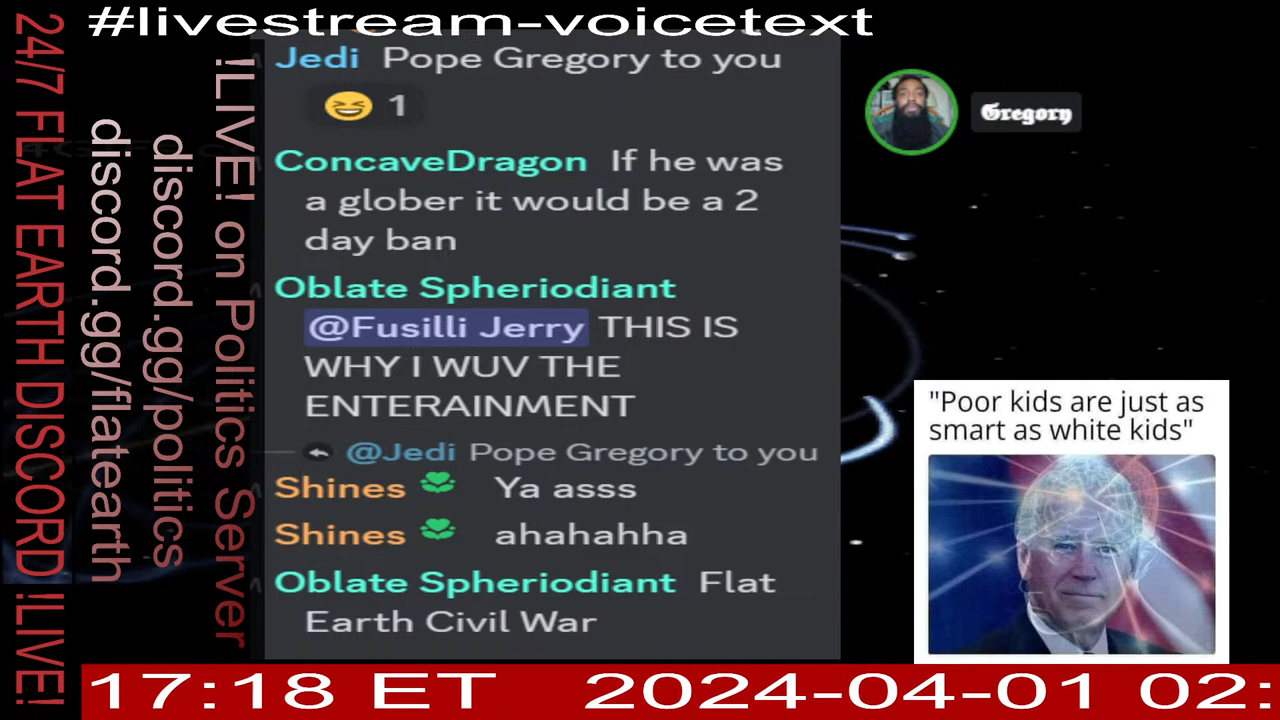 #livestream-voicetext
24/7 FLAT EARTH DISCORD !LIVE!
discord.gg/flatearth
discord.gg/politics
!LIVE! on Politics Server
Jedi Pope Gregory to you
1
ConcaveDragon If he was
a glober it would be a 2
day ban
Oblate Spheriodiant
@Fusilli Jerry THIS IS
WHY I WUV THE
ENTERAINMENT
@Jedi Pope Gregory to you
Shines Ya asss
Shines ahahahha
Oblate Spheriodiant Flat
Earth Civil War
Gregory
"Poor kids are just as
smart as white kids"
17:18 ET 2024-04-01 02: